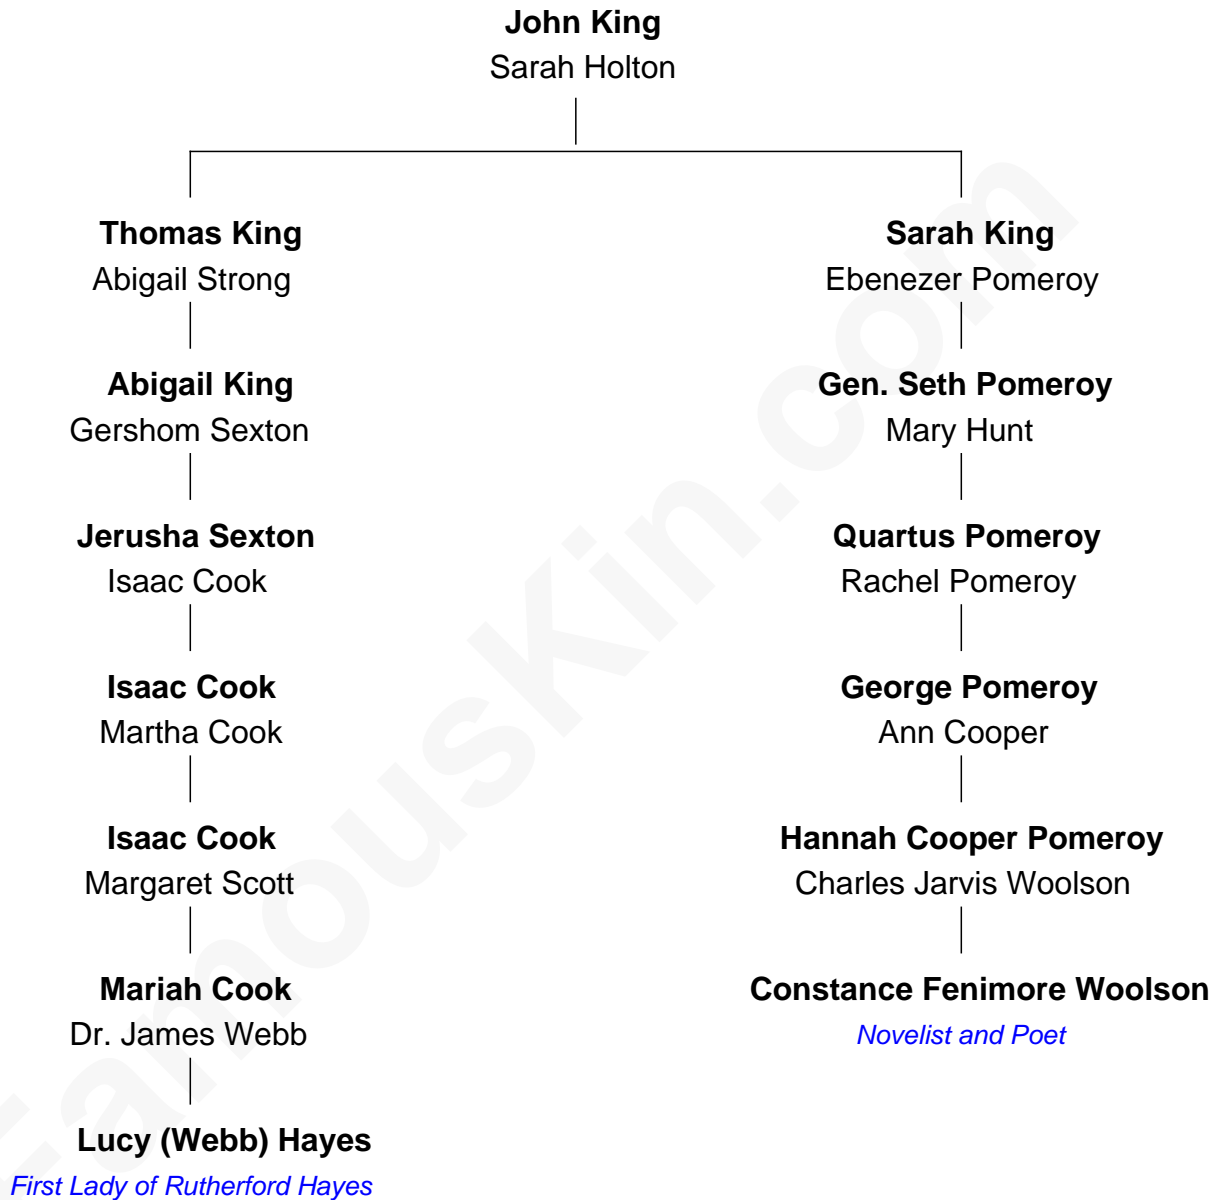 John King
Sarah Holton
Thomas King
Abigail Strong
Sarah King
Ebenezer Pomeroy
Abigail King
Gershom Sexton
Gen. Seth Pomeroy
Mary Hunt
Jerusha Sexton
Isaac Cook
Quartus Pomeroy
Rachel Pomeroy
Isaac Cook
Martha Cook
George Pomeroy
Ann Cooper
Isaac Cook
Margaret Scott
Hannah Cooper Pomeroy
Charles Jarvis Woolson
Mariah Cook
Dr. James Webb
Constance Fenimore Woolson
Novelist and Poet
Lucy (Webb) Hayes
First Lady of Rutherford Hayes
FamousKin.com